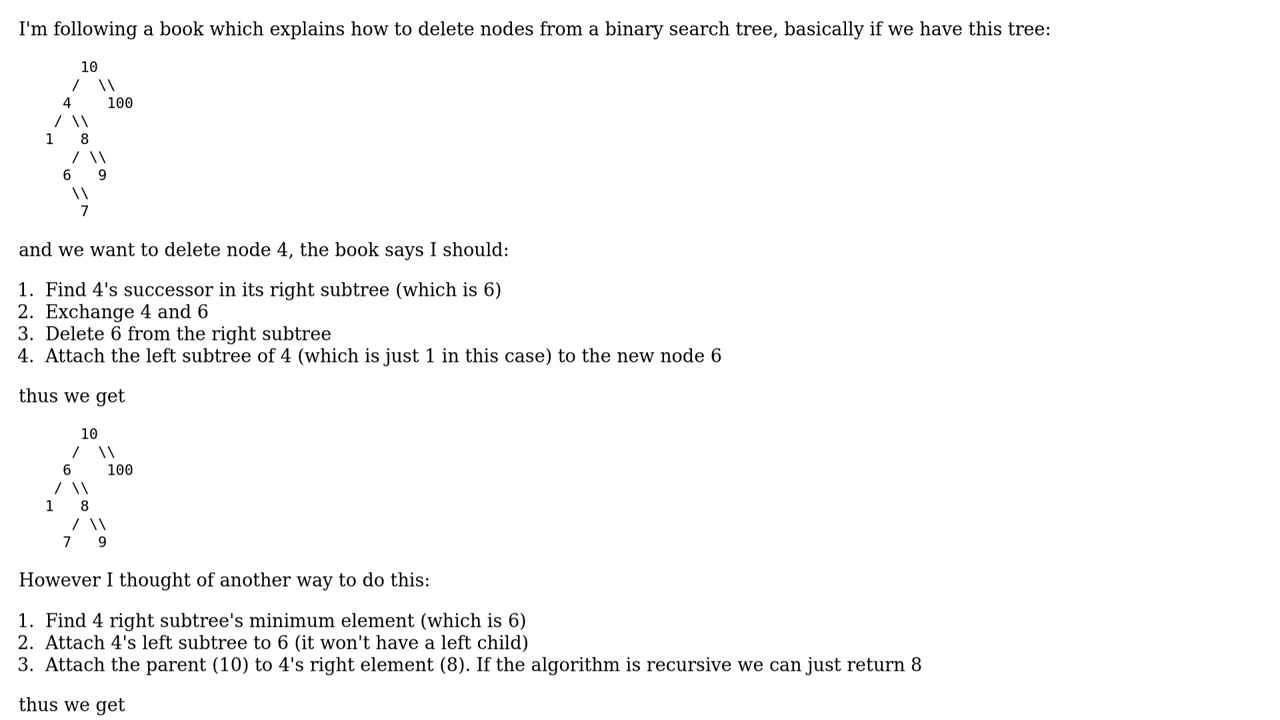 I'm following a book which explains how to delete nodes from a binary search tree, basically if we have this tree:
       10
      /  \\
     4    100
    / \\
   1   8
      / \\
     6   9
      \\
       7
and we want to delete node 4, the book says I should:
1. Find 4's successor in its right subtree (which is 6)
2. Exchange 4 and 6
3. Delete 6 from the right subtree
4. Attach the left subtree of 4 (which is just 1 in this case) to the new node 6
thus we get
       10
      /  \\
     6    100
    / \\
   1   8
      / \\
     7   9
However I thought of another way to do this:
1. Find 4 right subtree's minimum element (which is 6)
2. Attach 4's left subtree to 6 (it won't have a left child)
3. Attach the parent (10) to 4's right element (8). If the algorithm is recursive we can just return 8
thus we get